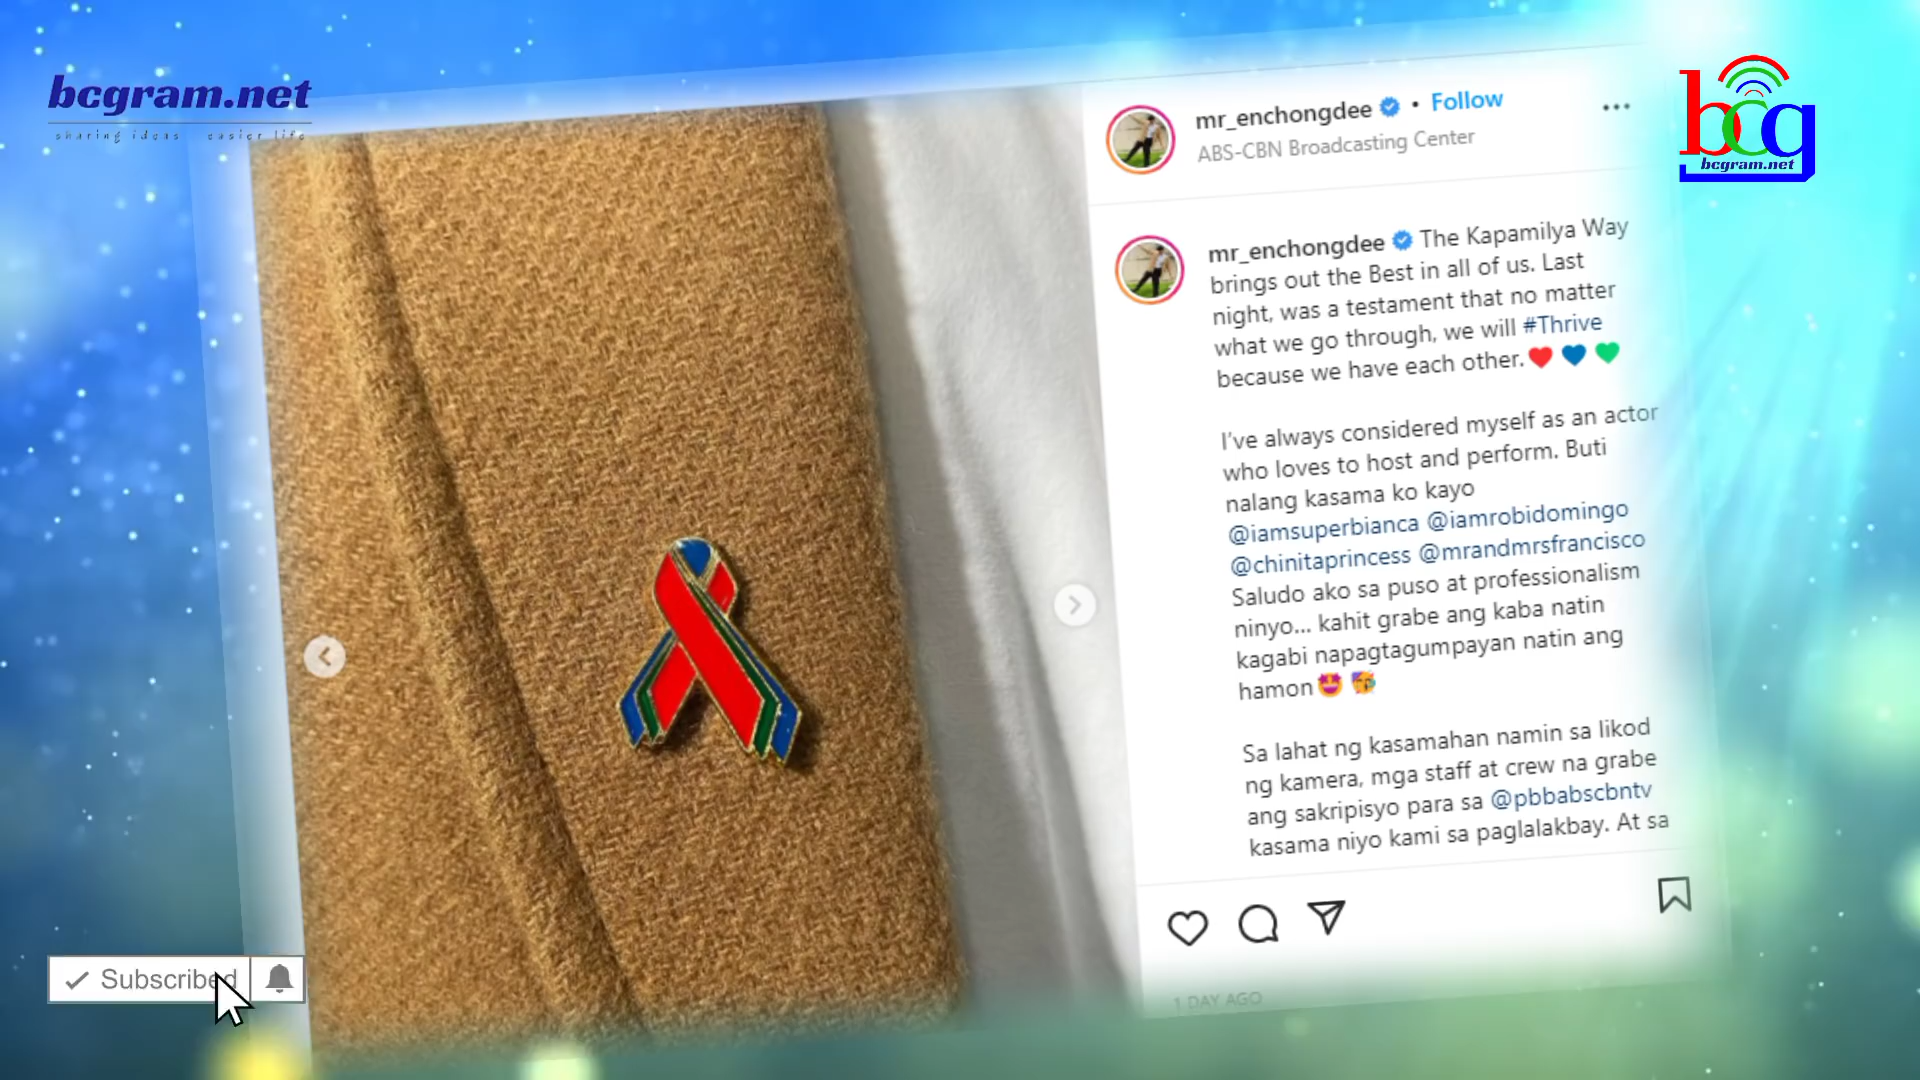 bcgram.net
sharing ideas easier life
bcg
bcgram.net
mr_enchongdee • Follow
ABS-CBN Broadcasting Center
mr_enchongdee The Kapamilya Way
brings out the Best in all of us. Last
night, was a testament that no matter
what we go through, we will #Thrive
because we have each other.
I've always considered myself as an actor
who loves to host and perform. Buti
nalang kasama ko kayo
@iamsuperbianca @iamrobidomingo
@chinitaprincess @mrandmrsfrancisco
Saludo ako sa puso at professionalism
ninyo... kahit grabe ang kaba natin
kagabi napagtagumpayan natin ang
hamon
Sa lahat ng kasamahan namin sa likod
ng kamera, mga staff at crew na grabe
ang sakripisyo para sa @pbbabscbntv
kasama niyo kami sa paglalakbay. At sa
1 DAY AGO
Subscribed